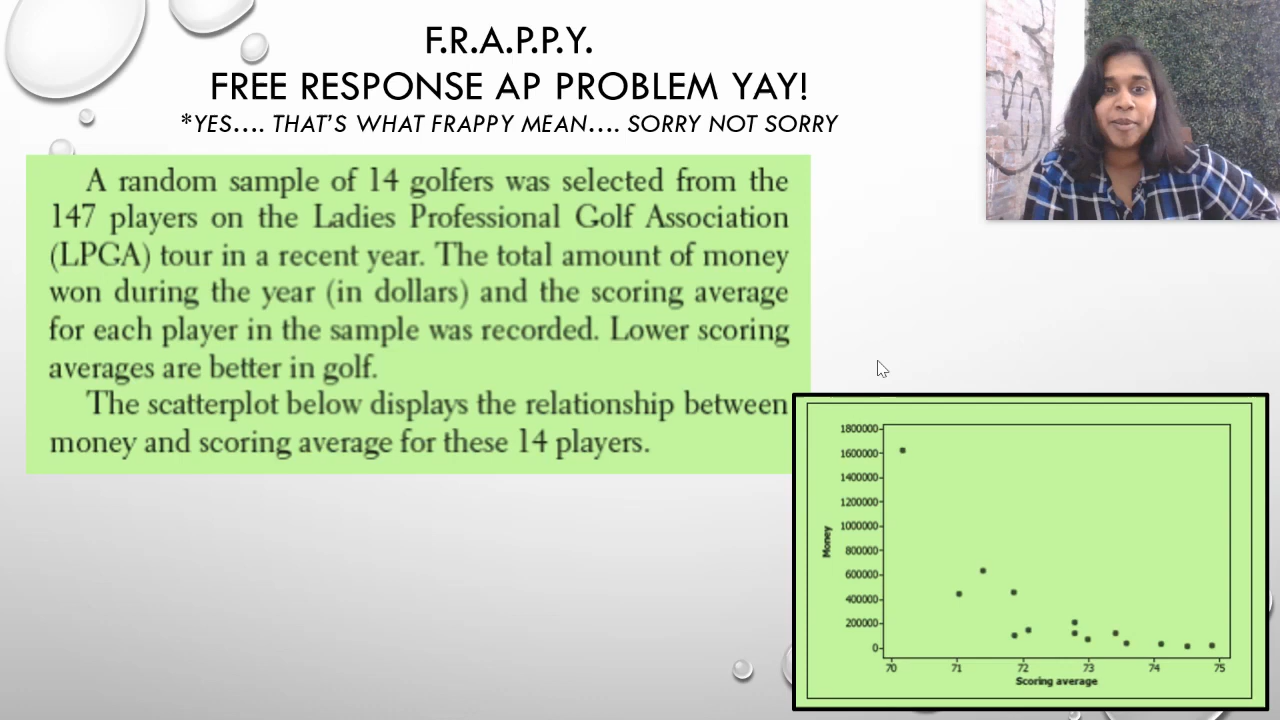 F.R.A.P.P.Y.
FREE RESPONSE AP PROBLEM YAY!
*YES.... THAT'S WHAT FRAPPY MEAN.... SORRY NOT SORRY
A random sample of 14 golfers was selected from the
147 players on the Ladies Professional Golf Association
(LPGA) tour in a recent year. The total amount of money
won during the year (in dollars) and the scoring average
for each player in the sample was recorded. Lower scoring
averages are better in golf.
The scatterplot below displays the relationship between
money and scoring average for these 14 players.
1800000
1600000
1400000
1200000
1000000
800000
600000
400000
200000
0
Money
70 71 72 73 74 75
Scoring average